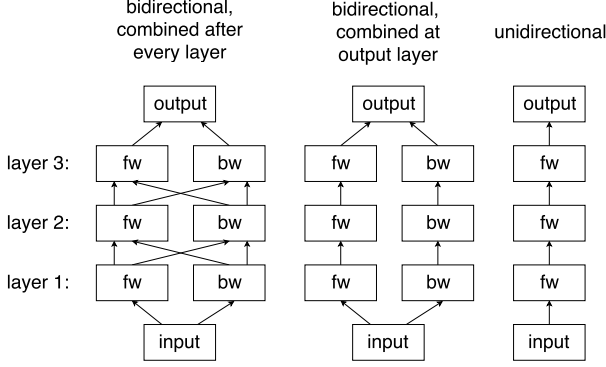 bidirectional,
combined after
every layer
bidirectional,
combined at
output layer
unidirectional
output output output
layer 3: fw bw fw bw fw
layer 2: fw bw fw bw fw
layer 1: fw bw fw bw fw
input input input